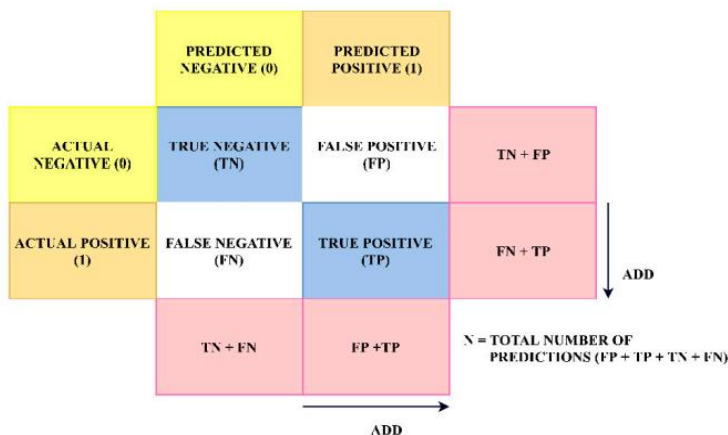 PREDICTED
NEGATIVE (0)
PREDICTED
POSITIVE (1)
ACTUAL
NEGATIVE (0)
TRUE NEGATIVE
(TN)
FALSE POSITIVE
(FP)
TN + FP
ACTUAL POSITIVE
(1)
FALSE NEGATIVE
(FN)
TRUE POSITIVE
(TP)
FN + TP
ADD
TN + FN
FP +TP
N = TOTAL NUMBER OF
PREDICTIONS (FP + TP + TN + FN)
ADD